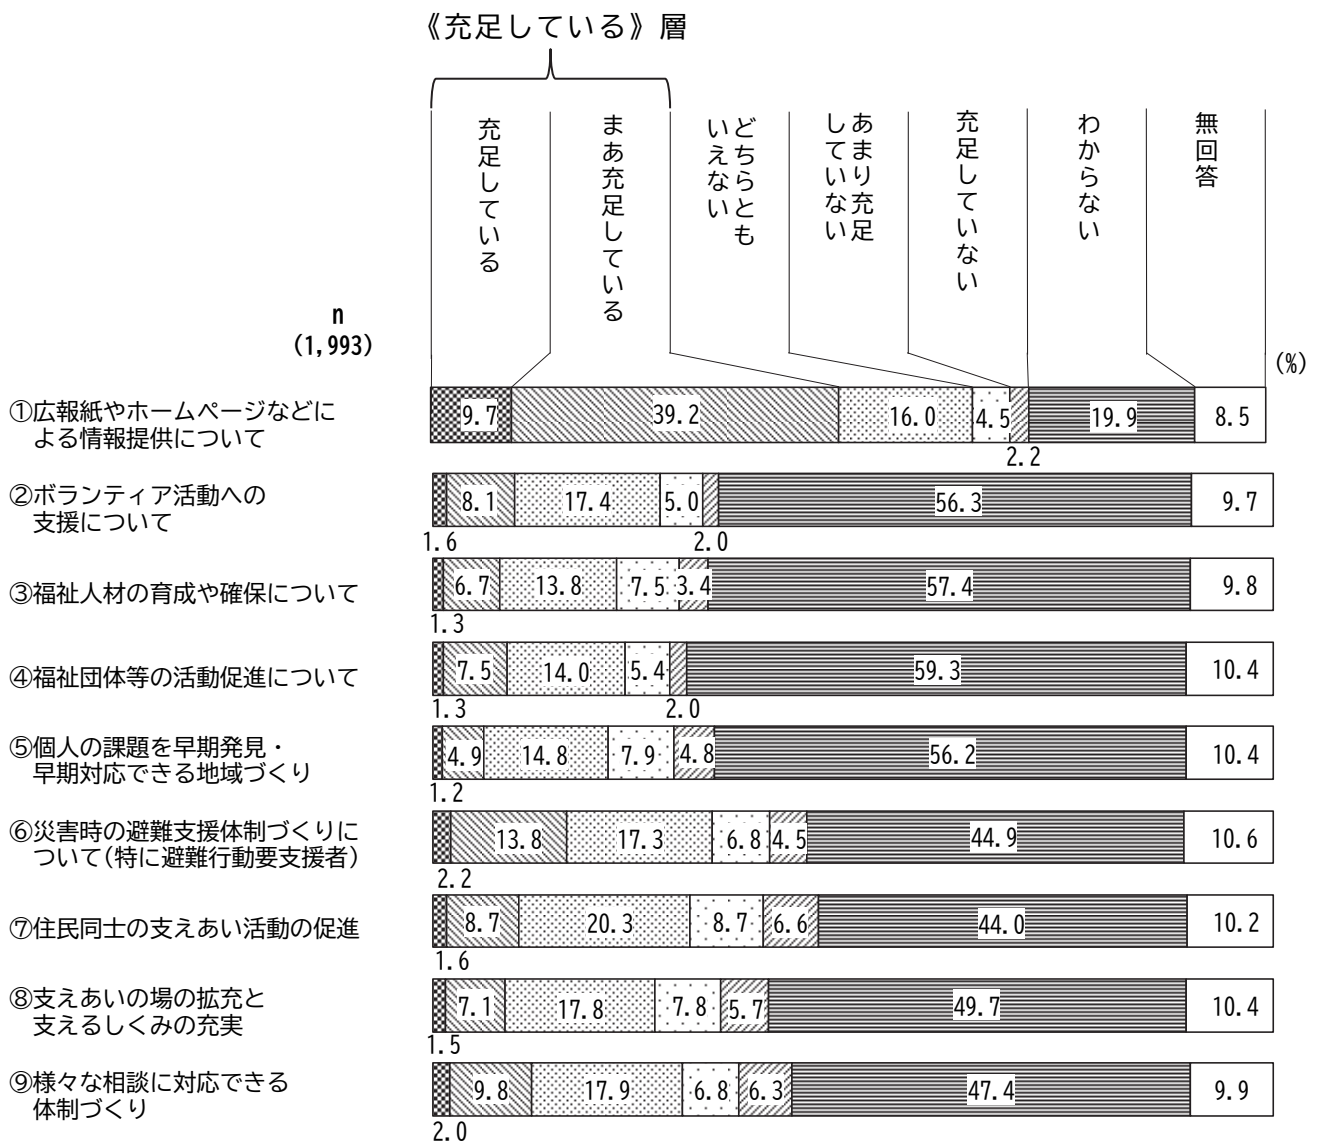 《充足している》層
充足している
まあ充足している
どちらとも
いえない
あまり充足
していない
充足していない
わからない
無回答
n
(1,993)
(%)
①広報紙やホームページなどに
よる情報提供について
9.7 39.2 16.0 4.5 19.9 8.5
2.2
②ボランティア活動への
支援について
8.1 17.4 5.0 56.3 9.7
1.6 2.0
③福祉人材の育成や確保について
6.7 13.8 7.5 3.4 57.4 9.8
1.3
④福祉団体等の活動促進について
7.5 14.0 5.4 59.3 10.4
1.3 2.0
⑤個人の課題を早期発見・
早期対応できる地域づくり
4.9 14.8 7.9 4.8 56.2 10.4
1.2
⑥災害時の避難支援体制づくりに
ついて(特に避難行動要支援者)
13.8 17.3 6.8 4.5 44.9 10.6
2.2
⑦住民同士の支えあい活動の促進
8.7 20.3 8.7 6.6 44.0 10.2
1.6
⑧支えあいの場の拡充と
支えるしくみの充実
7.1 17.8 7.8 5.7 49.7 10.4
1.5
⑨様々な相談に対応できる
体制づくり
9.8 17.9 6.8 6.3 47.4 9.9
2.0